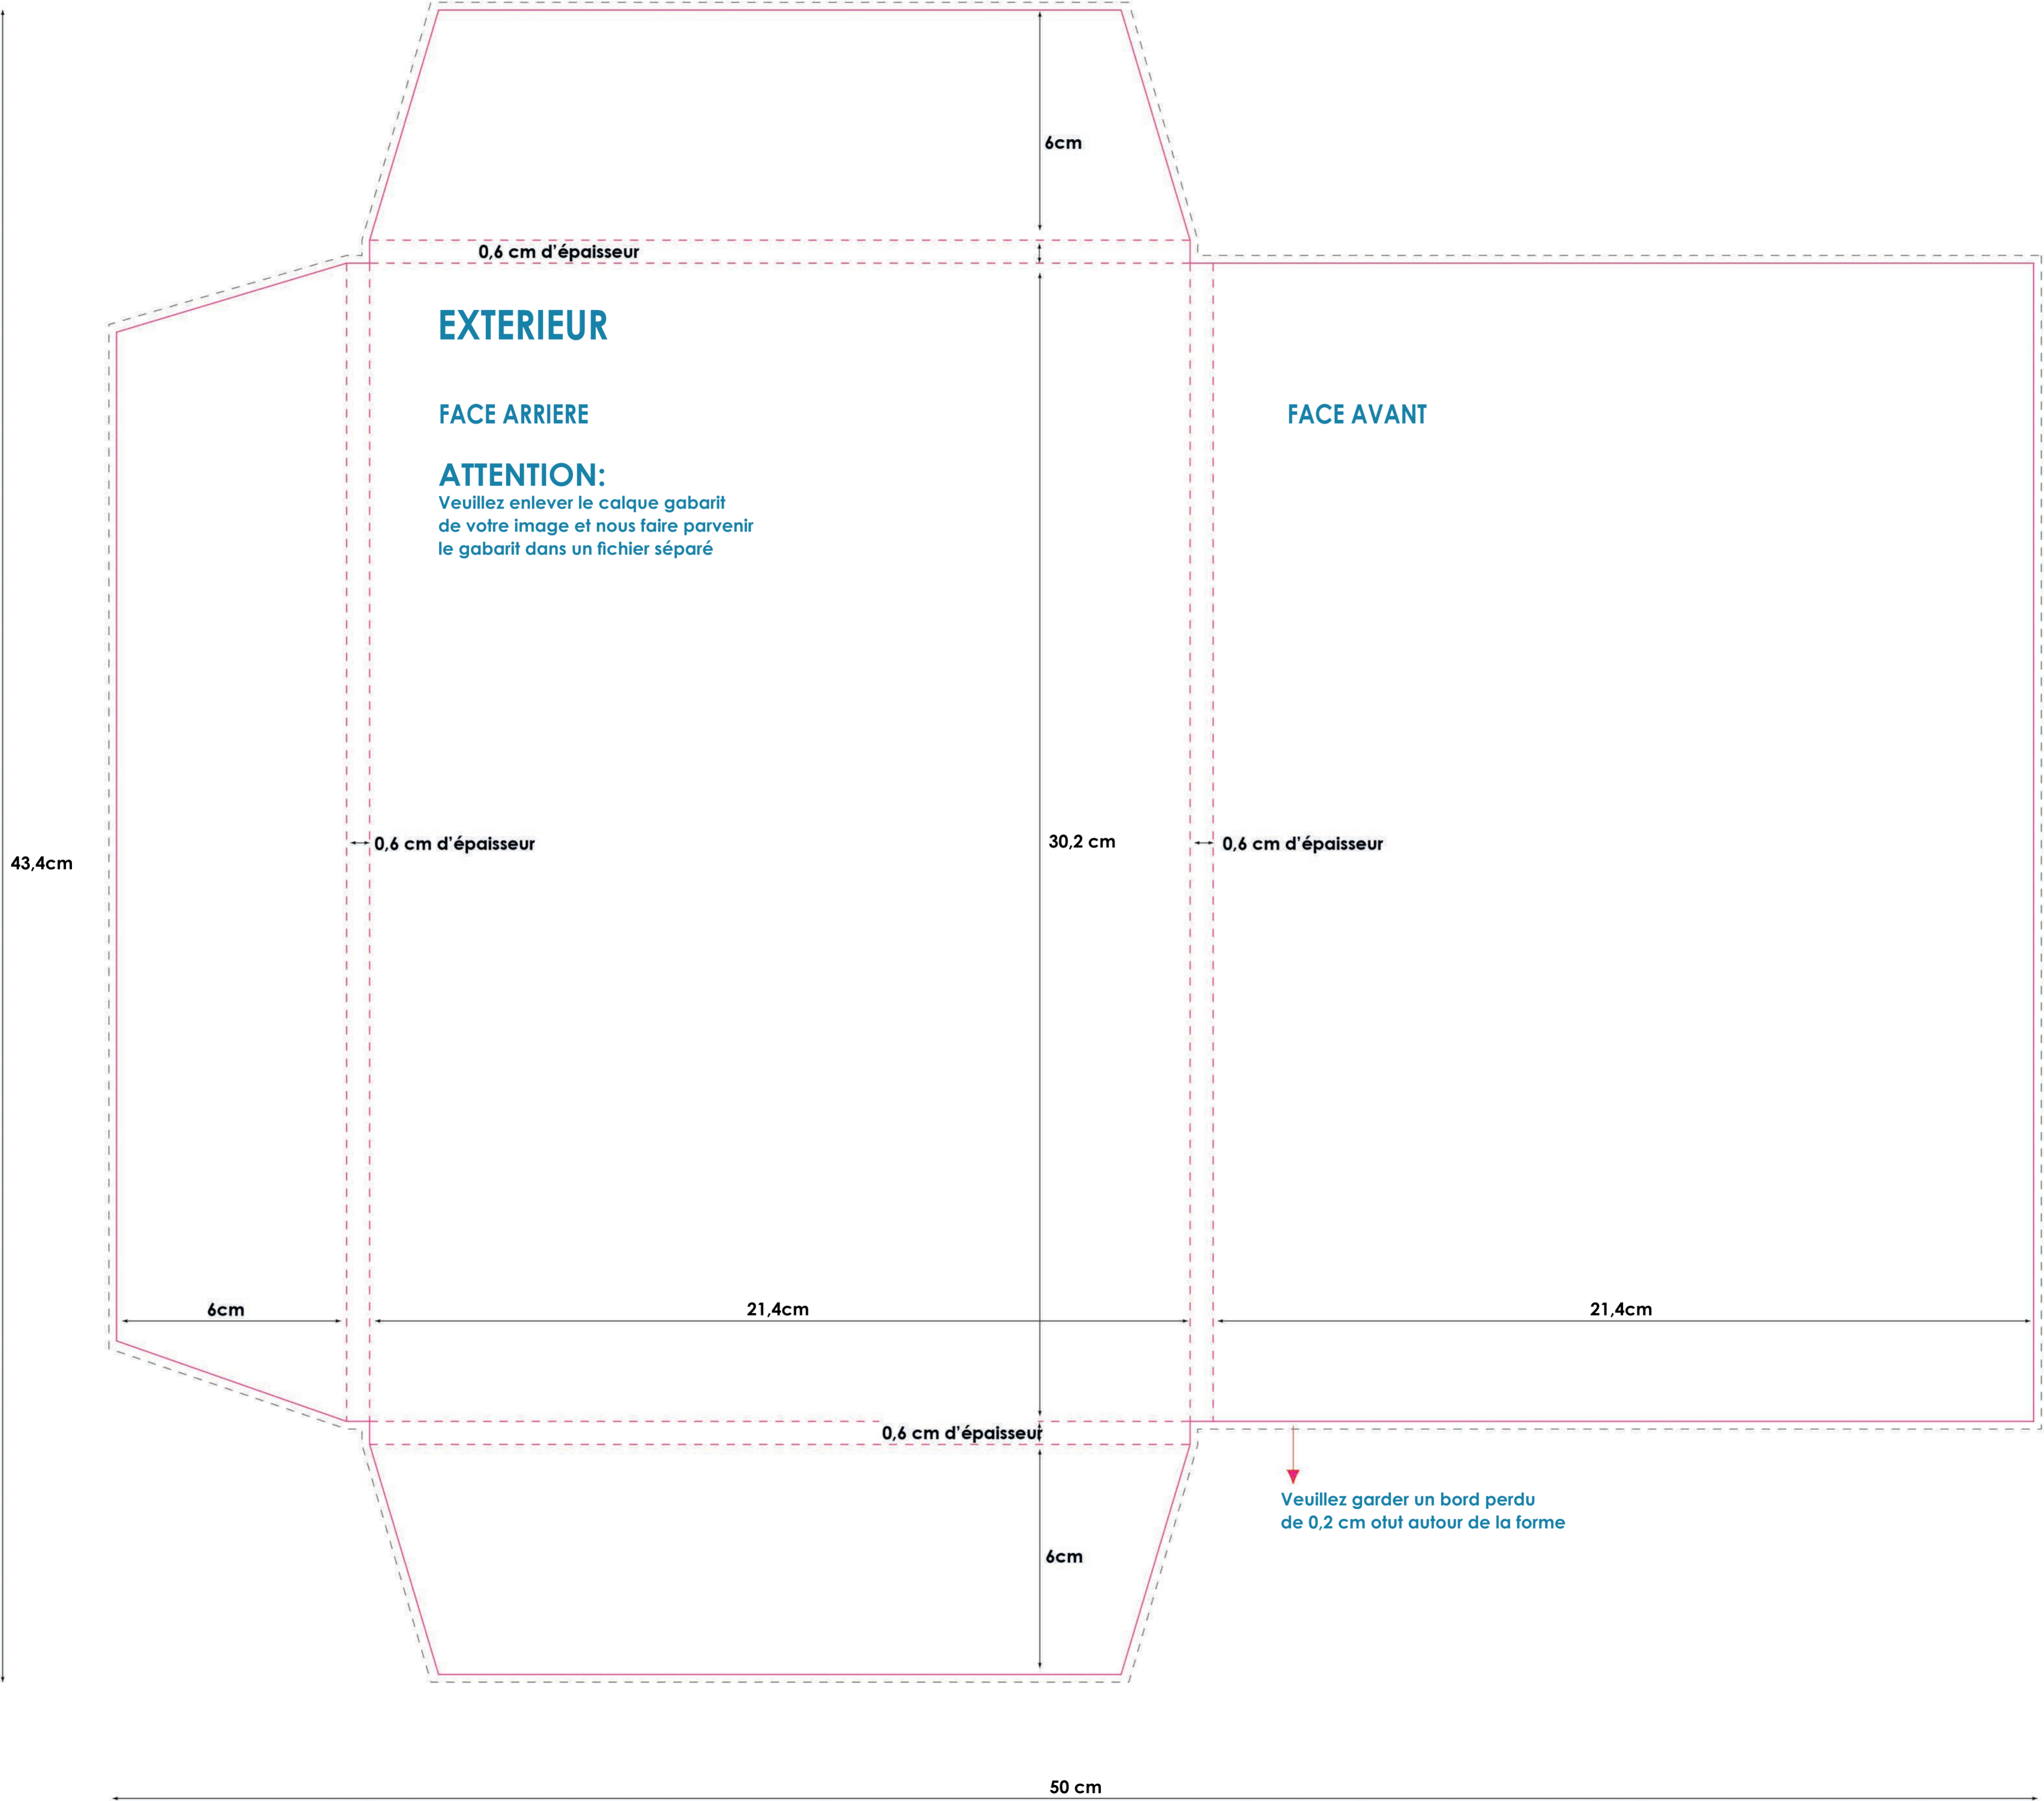 6cm
0,6 cm d'épaisseur
EXTERIEUR
FACE ARRIERE
FACE AVANT
ATTENTION:
Veuillez enlever le calque gabarit
de votre image et nous faire parvenir
le gabarit dans un fichier séparé
43,4cm
0,6 cm d'épaisseur
30,2 cm
0,6 cm d'épaisseur
6cm
21,4cm
21,4cm
0,6 cm d'épaisseur
Veuillez garder un bord perdu
de 0,2 cm otut autour de la forme
6cm
50 cm